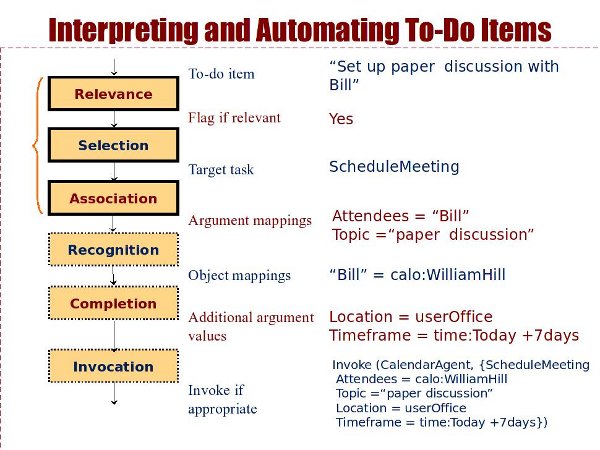 Interpreting and Automating To-Do Items
To-do item
“Set up paper discussion with
Bill”
Relevance
Flag if relevant
Yes
Selection
Target task
ScheduleMeeting
Association
Argument mappings
Attendees = “Bill”
Topic =“paper discussion”
Recognition
Object mappings
“Bill” = calo:WilliamHill
Completion
Additional argument
values
Location = userOffice
Timeframe = time:Today +7days
Invocation
Invoke if
appropriate
Invoke (CalendarAgent, {ScheduleMeeting
Attendees = calo:WilliamHill
Topic =“paper discussion”
Location = userOffice
Timeframe = time:Today +7days})